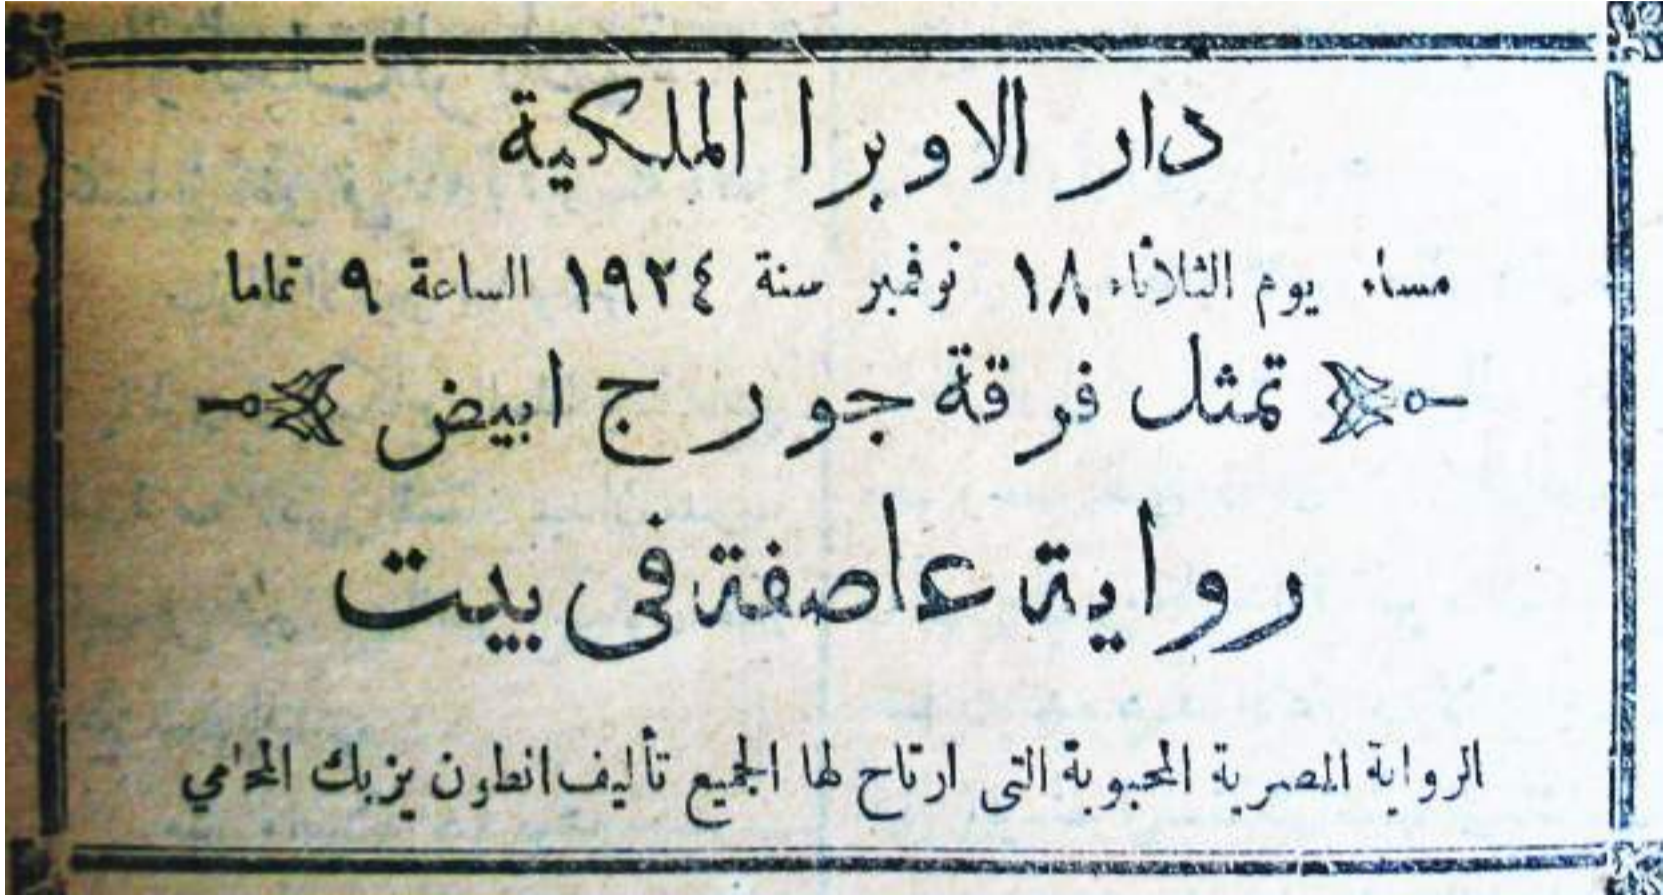 دار الاوبرا الملكية
مساء يوم الثلاثاء ١٨ نوفمبر سنة ١٩٢٤ الساعة ٩ تماما
تمثل فرقة جورج ابيض
رواية عاصفة فى بيت
الرواية المصرية المحبوبة التى ارتاح لها الجميع تأليف انطون يزبك المحامي